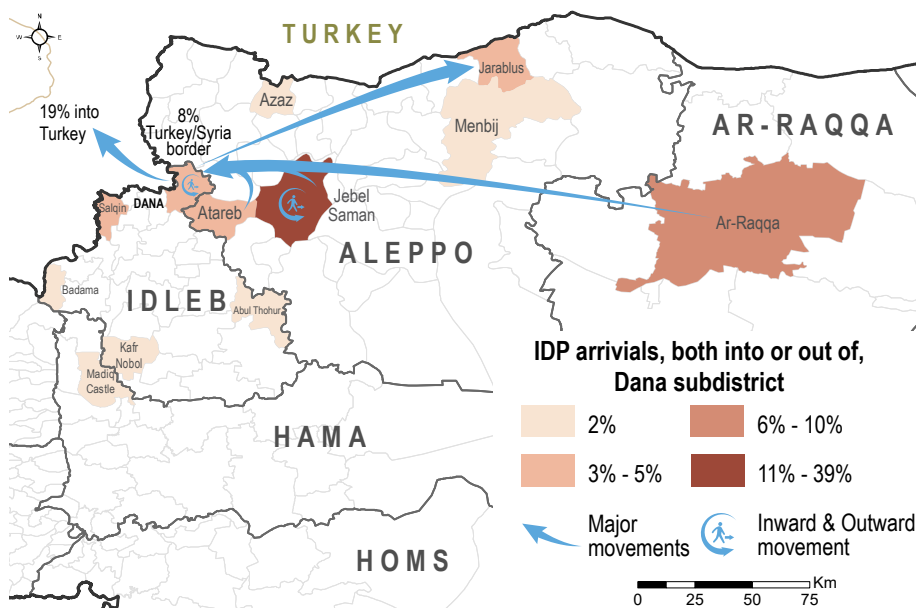 TURKEY
N
W E
S
Jarablus
Azaz
19% into
Turkey
8%
Turkey/Syria
border
Menbij
AR-RAQQA
DANA
Salqin
Atareb
Jebel
Saman
Ar-Raqqa
ALEPPO
Badama
IDLEB
Abul Thohur
Kafr
Nobol
Madiq
Castle
HAMA
HOMS
IDP arrivials, both into or out of,
Dana subdistrict
2%
6% - 10%
3% - 5%
11% - 39%
Major
movements
Inward & Outward
movement
Km
0 25 50 75